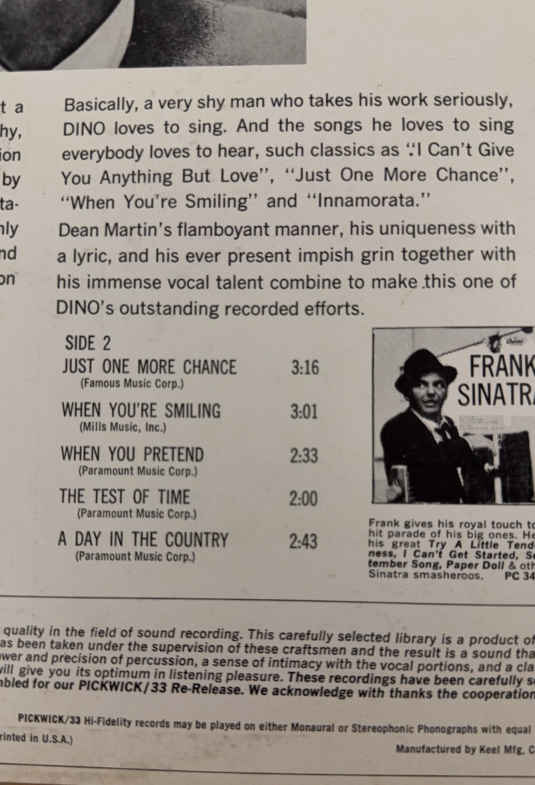 t a
hy,
ion
by
ta-
nly
nd
on
Basically, a very shy man who takes his work seriously,
DINO loves to sing. And the songs he loves to sing
everybody loves to hear, such classics as "I Can't Give
You Anything But Love", "Just One More Chance",
"When You're Smiling" and "Innamorata."
Dean Martin's flamboyant manner, his uniqueness with
a lyric, and his ever present impish grin together with
his immense vocal talent combine to make this one of
DINO's outstanding recorded efforts.
SIDE 2
JUST ONE MORE CHANCE 3:16
(Famous Music Corp.)
WHEN YOU'RE SMILING 3:01
(Mills Music, Inc.)
WHEN YOU PRETEND 2:33
(Paramount Music Corp.)
THE TEST OF TIME 2:00
(Paramount Music Corp.)
A DAY IN THE COUNTRY 2:43
(Paramount Music Corp.)
FRANK
SINATRA
Frank gives his royal touch to
hit parade of his big ones. He
his great Try A Little Tend
ness, I Can't Get Started, Se
tember Song, Paper Doll & oth
Sinatra smasheroos. PC 34
quality in the field of sound recording. This carefully selected library is a product of
as been taken under the supervision of these craftsmen and the result is a sound tha
wer and precision of percussion, a sense of intimacy with the vocal portions, and a cla
will give you its optimum in listening pleasure. These recordings have been carefully s
mbled for our PICKWICK/33 Re-Release. We acknowledge with thanks the cooperation
PICKWICK/33 Hi-Fidelity records may be played on either Monaural or Stereophonic Phonographs with equal
rinted in U.S.A.)
Manufactured by Keel Mfg. C